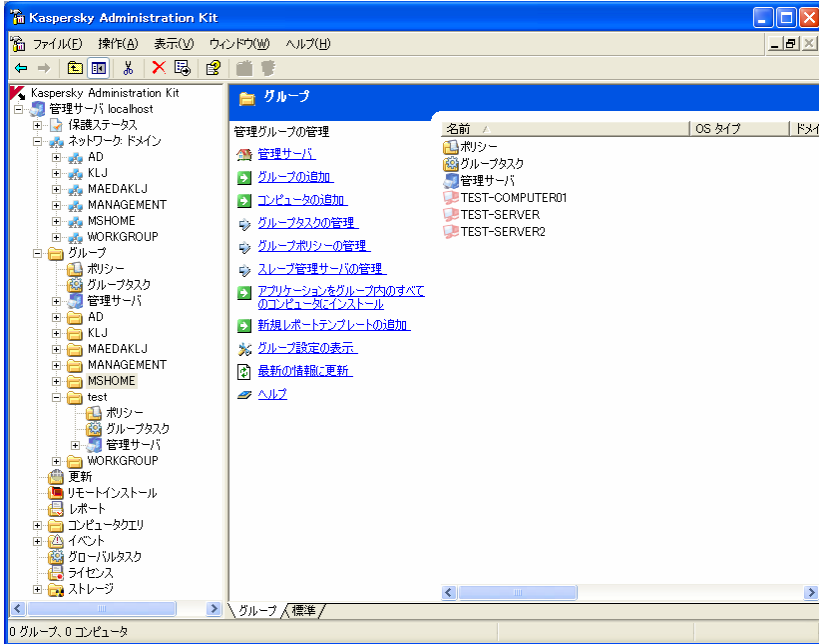 Kaspersky Administration Kit
ファイル(F) 操作(A) 表示(V) ウィンドウ(W) ヘルプ(H)
Kaspersky Administration Kit
管理サーバ localhost
保護ステータス
ネットワーク: ドメイン
AD
KLJ
MAEDAKLJ
MANAGEMENT
MSHOME
WORKGROUP
グループ
ポリシー
グループタスク
管理サーバ
AD
KLJ
MAEDAKLJ
MANAGEMENT
MSHOME
test
ポリシー
グループタスク
管理サーバ
WORKGROUP
更新
リモートインストール
レポート
コンピュータクエリ
イベント
グローバルタスク
ライセンス
ストレージ
グループ
管理グループの管理
管理サーバ
グループの追加
コンピュータの追加
グループタスクの管理
グループポリシーの管理
スレーブ管理サーバの管理
アプリケーションをグループ内のすべて
のコンピュータにインストール
新規レポートテンプレートの追加
グループ設定の表示
最新の情報に更新
ヘルプ
名前 OS タイプ ドメイ
ポリシー
グループタスク
管理サーバ
TEST-COMPUTER01
TEST-SERVER
TEST-SERVER2
グループ 標準
0 グループ、0 コンピュータ